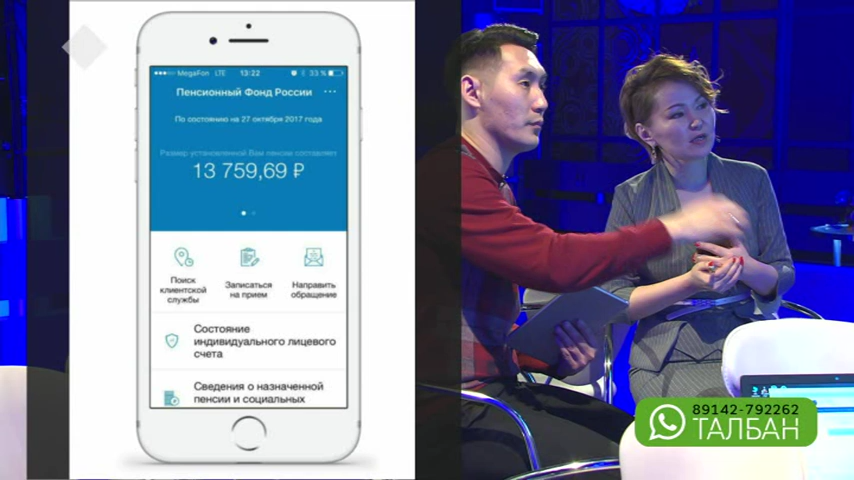 MegaFon LTE 13:22 33 %
Пенсионный Фонд России
По состоянию на 27 октября 2017 года
Размер установленной Вам пенсии составляет
13 759,69 ₽
Поиск
клиентской
службы
Записаться
на прием
Направить
обращение
Состояние
индивидуального лицевого
счета
Сведения о назначенной
пенсии и социальных
89142-792262
ТАЛБАН